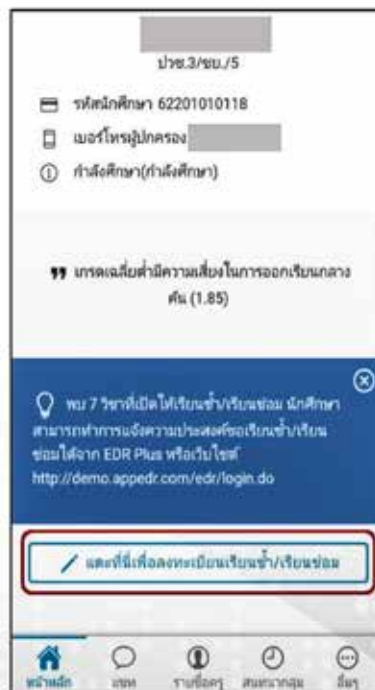 ปวช.3/ชย./5
รหัสนักศึกษา 62201010118
เบอร์โทรผู้ปกครอง
กำลังศึกษา(กำลังศึกษา)
เกรดเฉลี่ยต่ำมีความเสี่ยงในการออกเรียนกลาง
คัน (1.85)
พบ 7 วิชาที่เปิดให้เรียนซ้ำ/เรียนซ่อม นักศึกษา
สามารถทำการแจ้งความประสงค์ขอเรียนซ้ำ/เรียน
ซ่อมได้จาก EDR Plus หรือเว็บไซต์
http://demo.appedr.com/edr/login.do
แตะที่นี่เพื่อลงทะเบียนเรียนซ้ำ/เรียนซ่อม
หน้าหลัก แชท รายชื่อครู สนทนากลุ่ม อื่นๆ